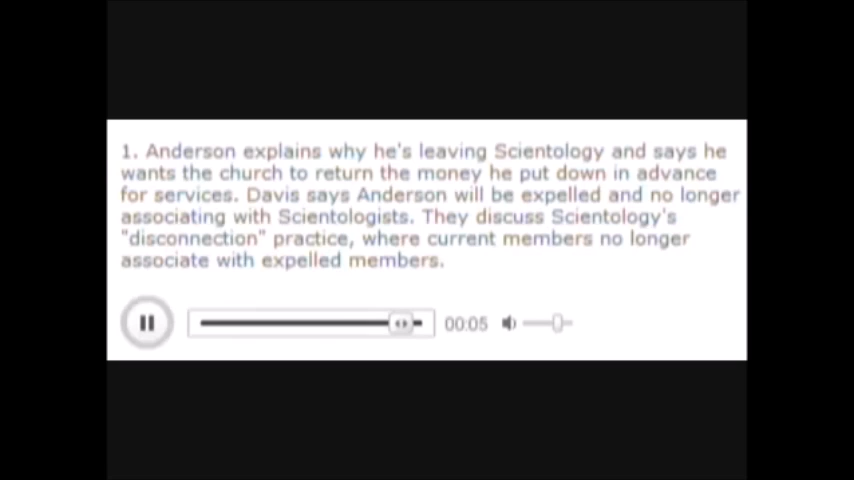 1. Anderson explains why he's leaving Scientology and says he
wants the church to return the money he put down in advance
for services. Davis says Anderson will be expelled and no longer
associating with Scientologists. They discuss Scientology's
"disconnection" practice, where current members no longer
associate with expelled members.
00:05